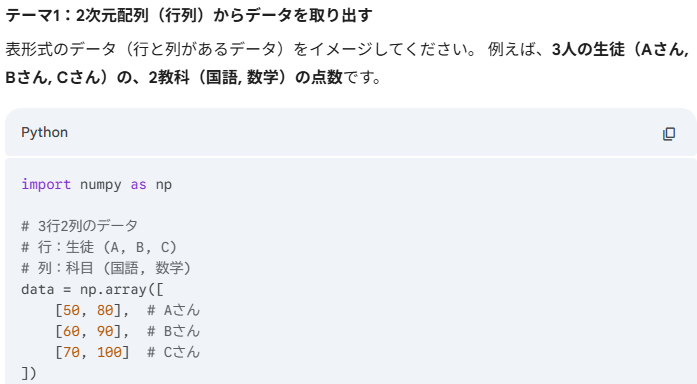 テーマ1：2次元配列（行列）からデータを取り出す
表形式のデータ（行と列があるデータ）をイメージしてください。 例えば、3人の生徒（Aさん,
Bさん, Cさん）の、2教科（国語, 数学）の点数です。
Python
import numpy as np
# 3行2列のデータ
# 行：生徒 (A, B, C)
# 列：科目 (国語, 数学)
data = np.array([
    [50, 80],  # Aさん
    [60, 90],  # Bさん
    [70, 100]  # Cさん
])